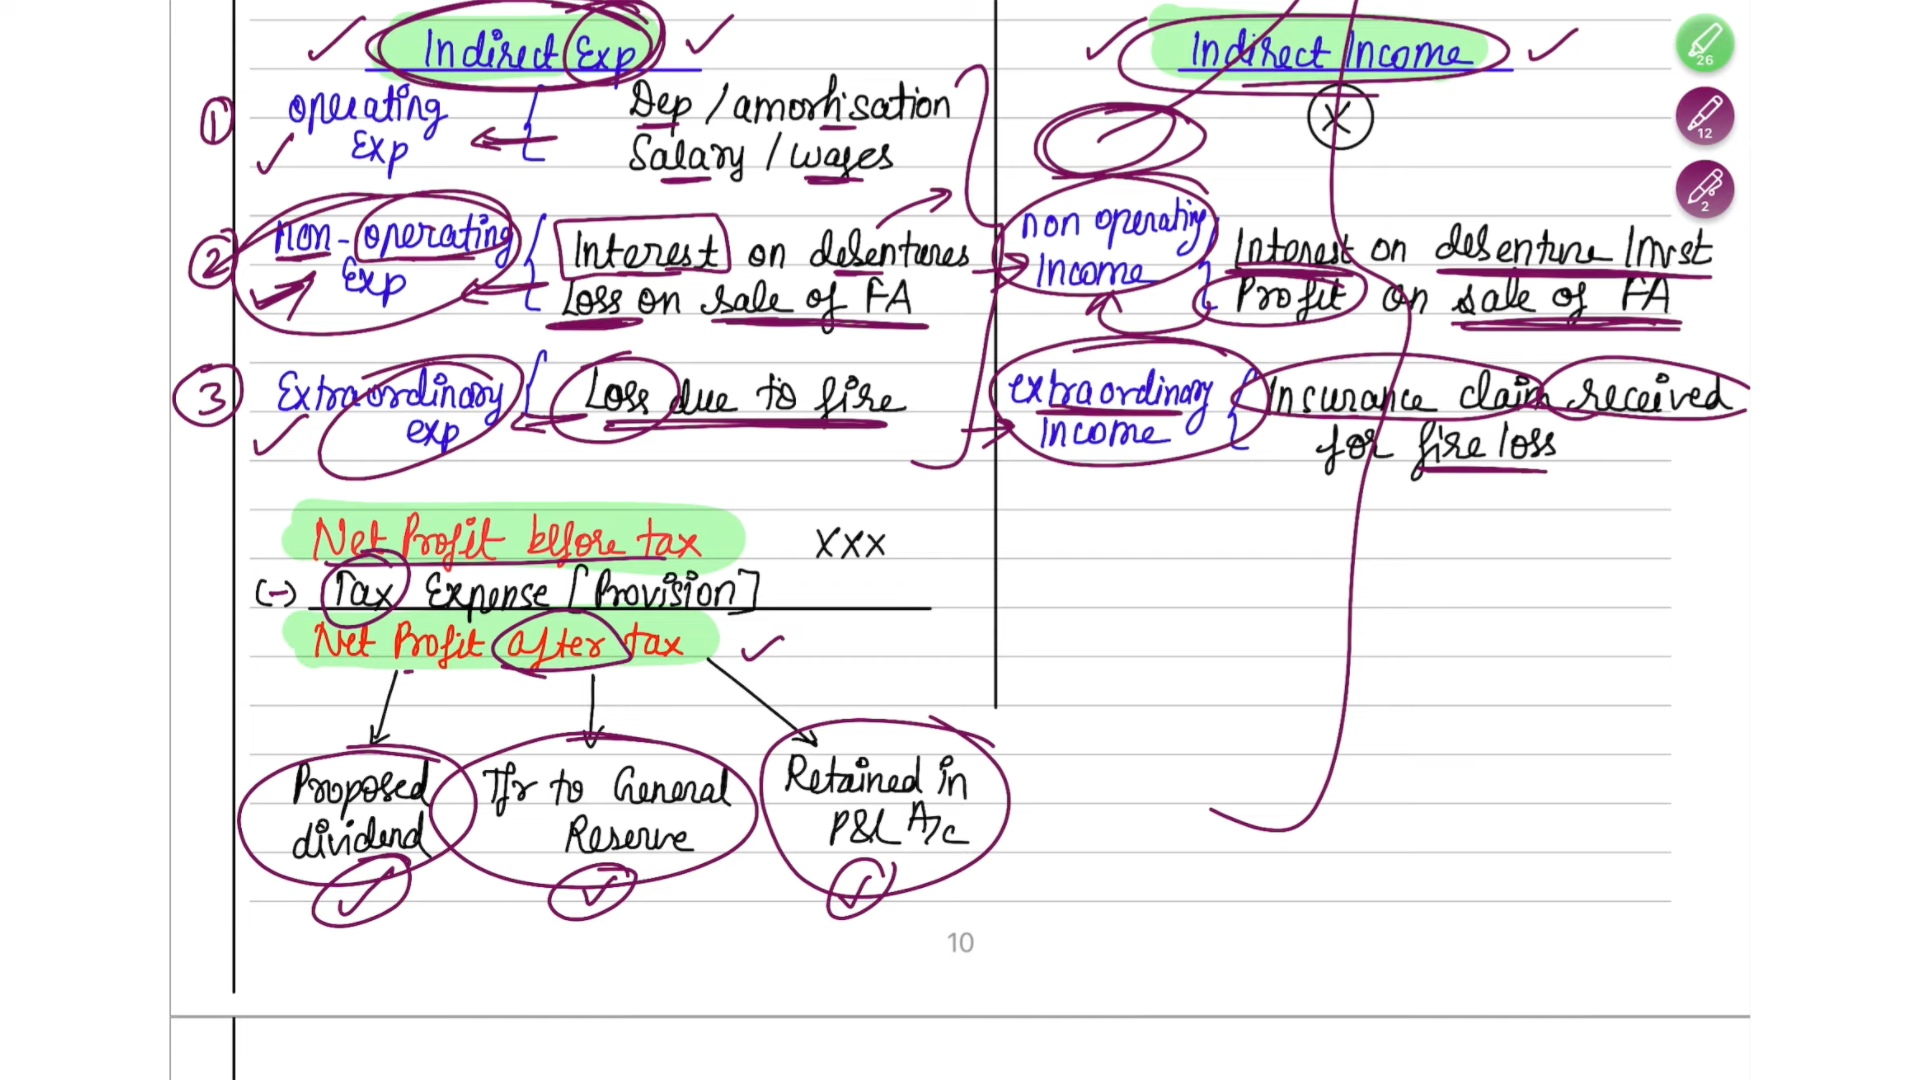 Indirect Exp
Indirect Income
1 operating Exp
Dep / amortisation
Salary / wages
X
2 non-operating Exp
Interest on debentures
Loss on sale of FA
non operating Income
Interest on debenture Invst
Profit on sale of FA
3 Extraordinary exp
Loss due to fire
extraordinary Income
Insurance claim received
for fire loss
Net Profit before tax XXX
(-) Tax Expense [Provision]
Net Profit after tax
Proposed dividend
Tfr to General Reserve
Retained in P&L A/c
10
26
12
2